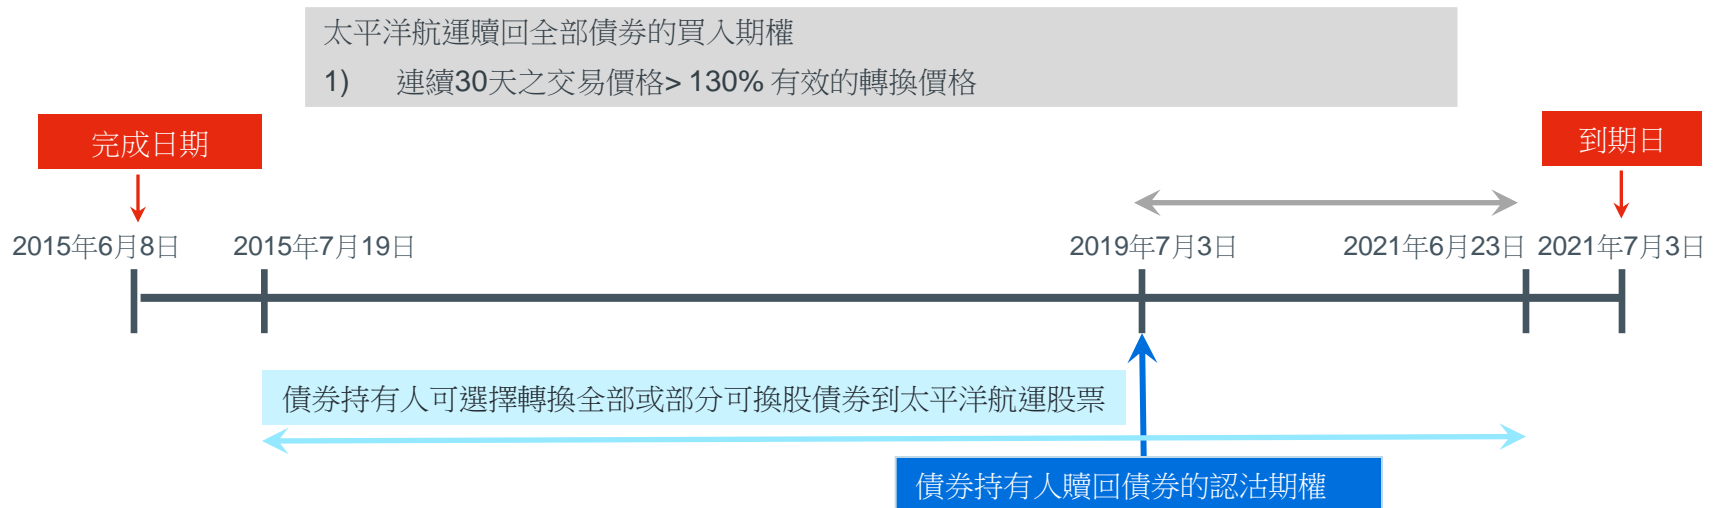 太平洋航運贖回全部債券的買入期權
1) 連續30天之交易價格> 130% 有效的轉換價格
完成日期
到期日
2015年6月8日
2015年7月19日
2019年7月3日
2021年6月23日
2021年7月3日
債券持有人可選擇轉換全部或部分可換股債券到太平洋航運股票
債券持有人贖回債券的認沽期權